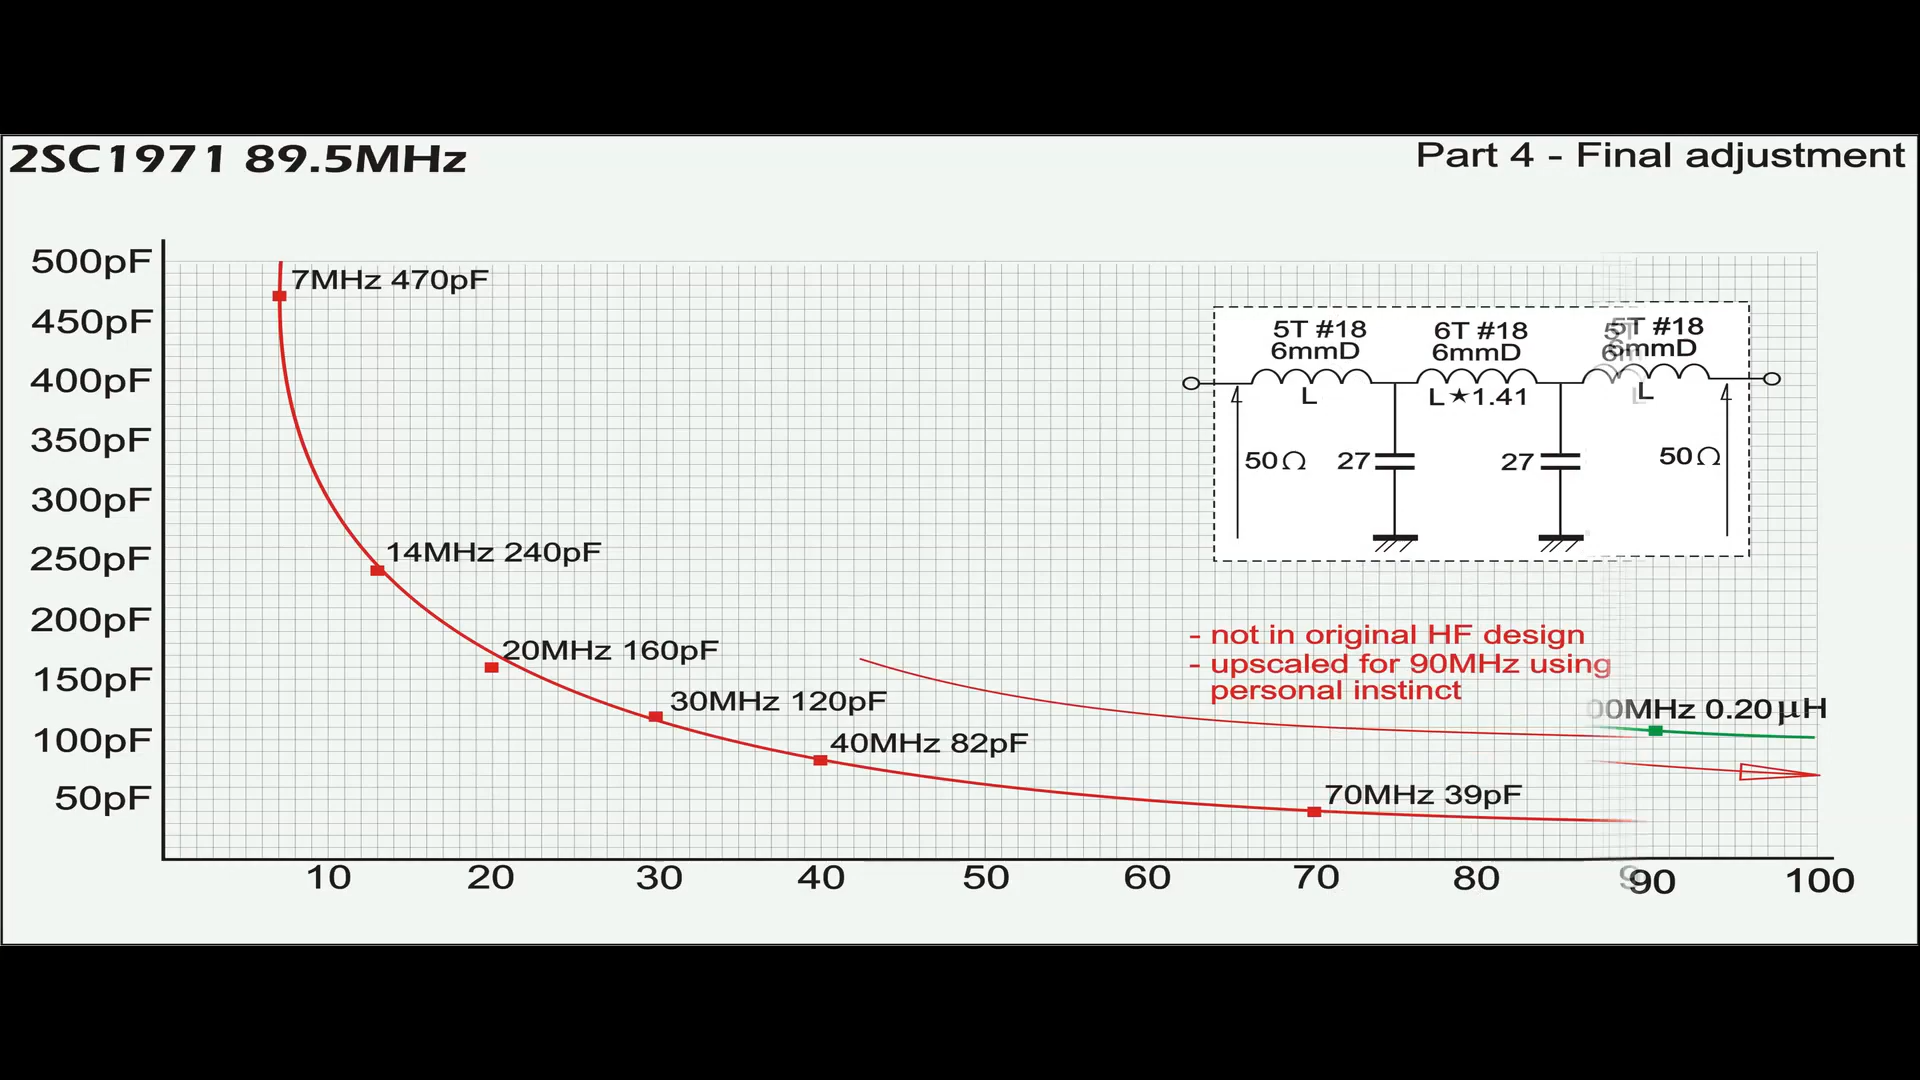 2SC1971 89.5MHz
Part 4 - Final adjustment
500pF
450pF
400pF
350pF
300pF
250pF
200pF
150pF
100pF
50pF
7MHz 470pF
14MHz 240pF
20MHz 160pF
30MHz 120pF
40MHz 82pF
70MHz 39pF
5T #18
6mmD
L
6T #18
6mmD
L★1.41
5T #18
6mmD
L
50Ω
27
27
50Ω
- not in original HF design
- upscaled for 90MHz using
personal instinct
0.20µH
10 20 30 40 50 60 70 80 90 100